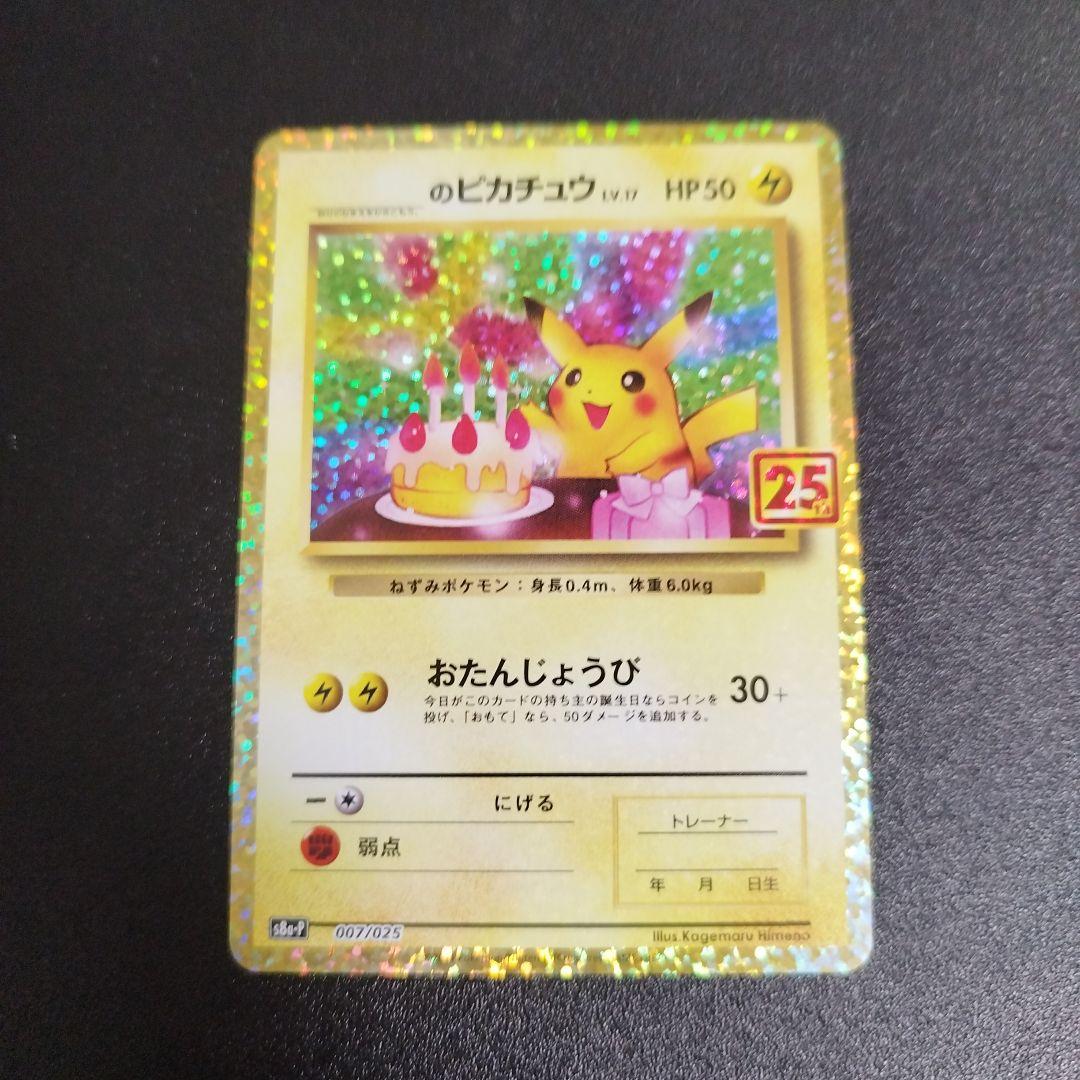 のピカチュウ LV.17 HP50
25
ねずみポケモン：身長0.4m、体重6.0kg
おたんじょうび 30+
今日がこのカードの持ち主の誕生日ならコインを
投げ、「おもて」なら、50ダメージを追加する。
ー にげる
弱点
トレーナー
年 月 日生
s8a-P 007/025
Illus.Kagemaru Himeno